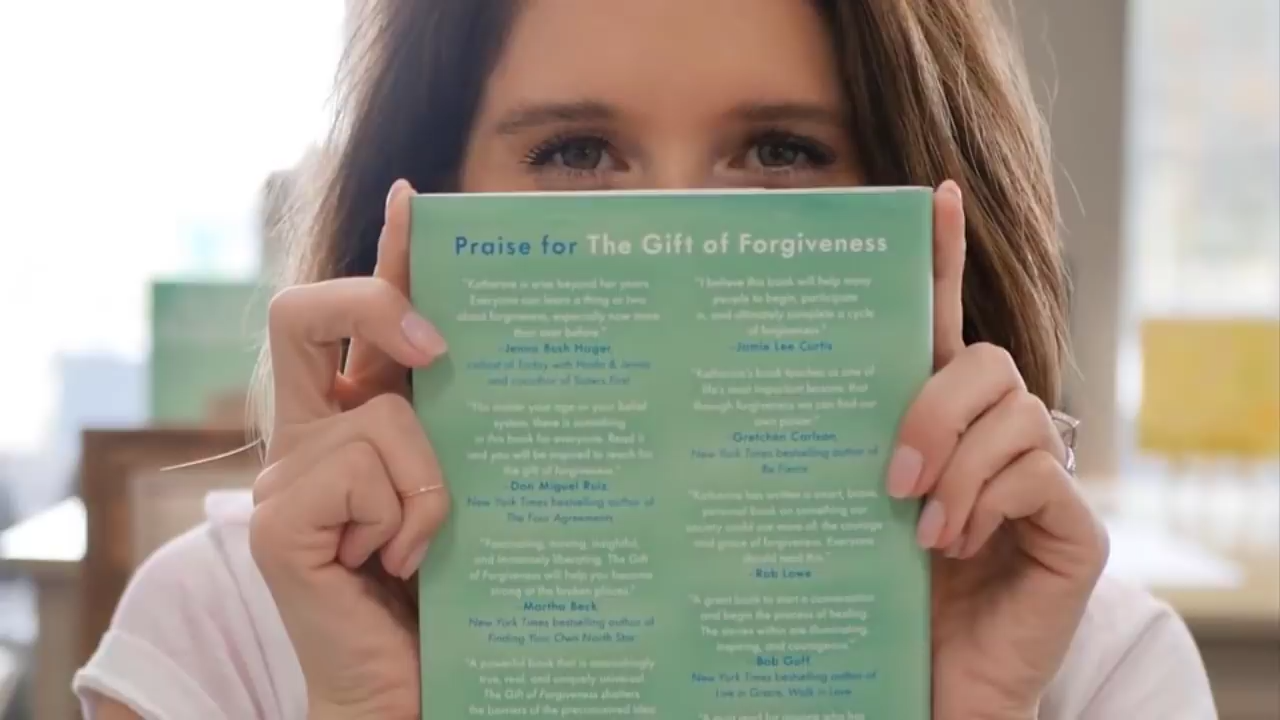 Praise for The Gift of Forgiveness
"Katherine is wise beyond her years.
Everyone can learn a thing or two
about forgiveness, especially now more
than ever before."
-Jenna Bush Hager,
cohost of Today with Hoda & Jenna
and coauthor of Sisters First
"No matter your age or your belief
system, there is something
in this book for everyone. Read it
and you will be inspired to reach for
the gift of forgiveness."
-Don Miguel Ruiz,
New York Times bestselling author of
The Four Agreements
"Fascinating, moving, insightful,
and immensely liberating. The Gift
of Forgiveness will help you become
strong at the broken places."
-Martha Beck,
New York Times bestselling author of
Finding Your Own North Star
"A powerful book that is astoundingly
true, real, and uniquely universal.
The Gift of Forgiveness shatters
the barriers of the preconceived idea
"I believe this book will help many
people to begin, participate
in, and ultimately complete a cycle
of forgiveness."
-Jamie Lee Curtis
"Katherine's book teaches us one of
life's most important lessons: that
through forgiveness we can find our
own power."
-Gretchen Carlson,
New York Times bestselling author of
Be Fierce
"Katherine has written a smart, brave,
personal book on something our
society could use more of: the courage
and grace of forgiveness. Everyone
should read this."
-Rob Lowe
"A great book to start a conversation
and begin the process of healing.
The stories within are illuminating,
inspiring, and courageous."
-Bob Goff,
New York Times bestselling author of
Live in Grace, Walk in Love
"A must read for anyone who has